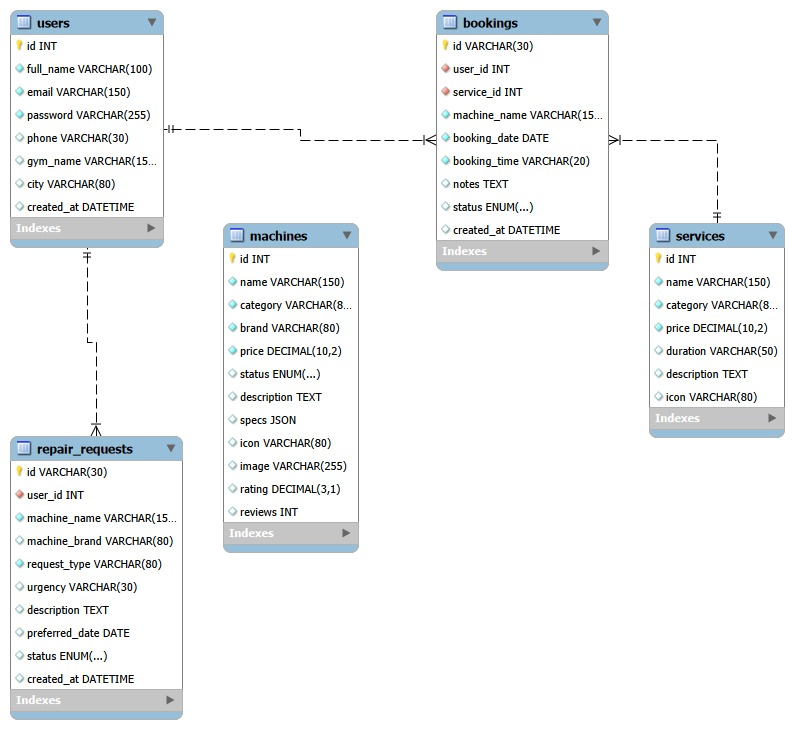 users
id INT
full_name VARCHAR(100)
email VARCHAR(150)
password VARCHAR(255)
phone VARCHAR(30)
gym_name VARCHAR(15...
city VARCHAR(80)
created_at DATETIME
Indexes
bookings
id VARCHAR(30)
user_id INT
service_id INT
machine_name VARCHAR(15...
booking_date DATE
booking_time VARCHAR(20)
notes TEXT
status ENUM(...)
created_at DATETIME
Indexes
machines
id INT
name VARCHAR(150)
category VARCHAR(8...
brand VARCHAR(80)
price DECIMAL(10,2)
status ENUM(...)
description TEXT
specs JSON
icon VARCHAR(80)
image VARCHAR(255)
rating DECIMAL(3,1)
reviews INT
Indexes
services
id INT
name VARCHAR(150)
category VARCHAR(8...
price DECIMAL(10,2)
duration VARCHAR(50)
description TEXT
icon VARCHAR(80)
Indexes
repair_requests
id VARCHAR(30)
user_id INT
machine_name VARCHAR(15...
machine_brand VARCHAR(80)
request_type VARCHAR(80)
urgency VARCHAR(30)
description TEXT
preferred_date DATE
status ENUM(...)
created_at DATETIME
Indexes